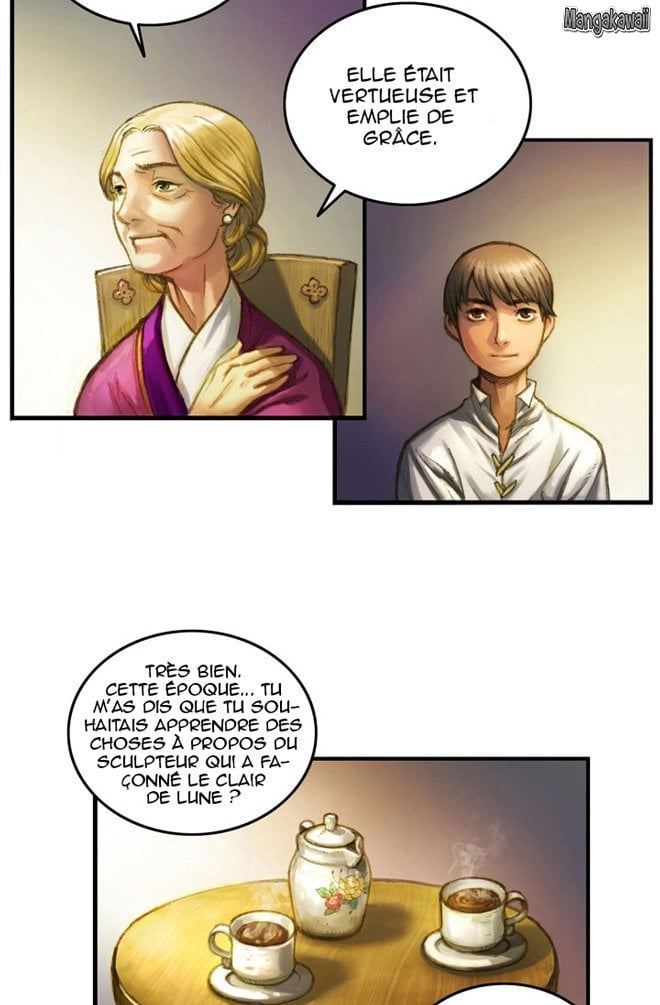 Mangakawaii
ELLE ÉTAIT
VERTUEUSE ET
EMPLIE DE
GRÂCE.
TRÈS BIEN.
CETTE ÉPOQUE... TU
M'AS DIS QUE TU SOU-
HAITAIS APPRENDRE DES
CHOSES À PROPOS DU
SCULPTEUR QUI A FA-
ÇONNÉ LE CLAIR
DE LUNE ?